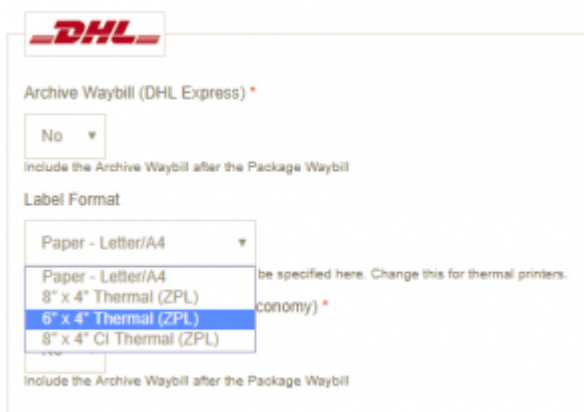 DHL
Archive Waybill (DHL Express) *
No
Include the Archive Waybill after the Package Waybill
Label Format
Paper - Letter/A4
Paper - Letter/A4
be specified here. Change this for thermal printers.
8" x 4" Thermal (ZPL)
conomy) *
6" x 4" Thermal (ZPL)
8" x 4" CI Thermal (ZPL)
Include the Archive Waybill after the Package Waybill